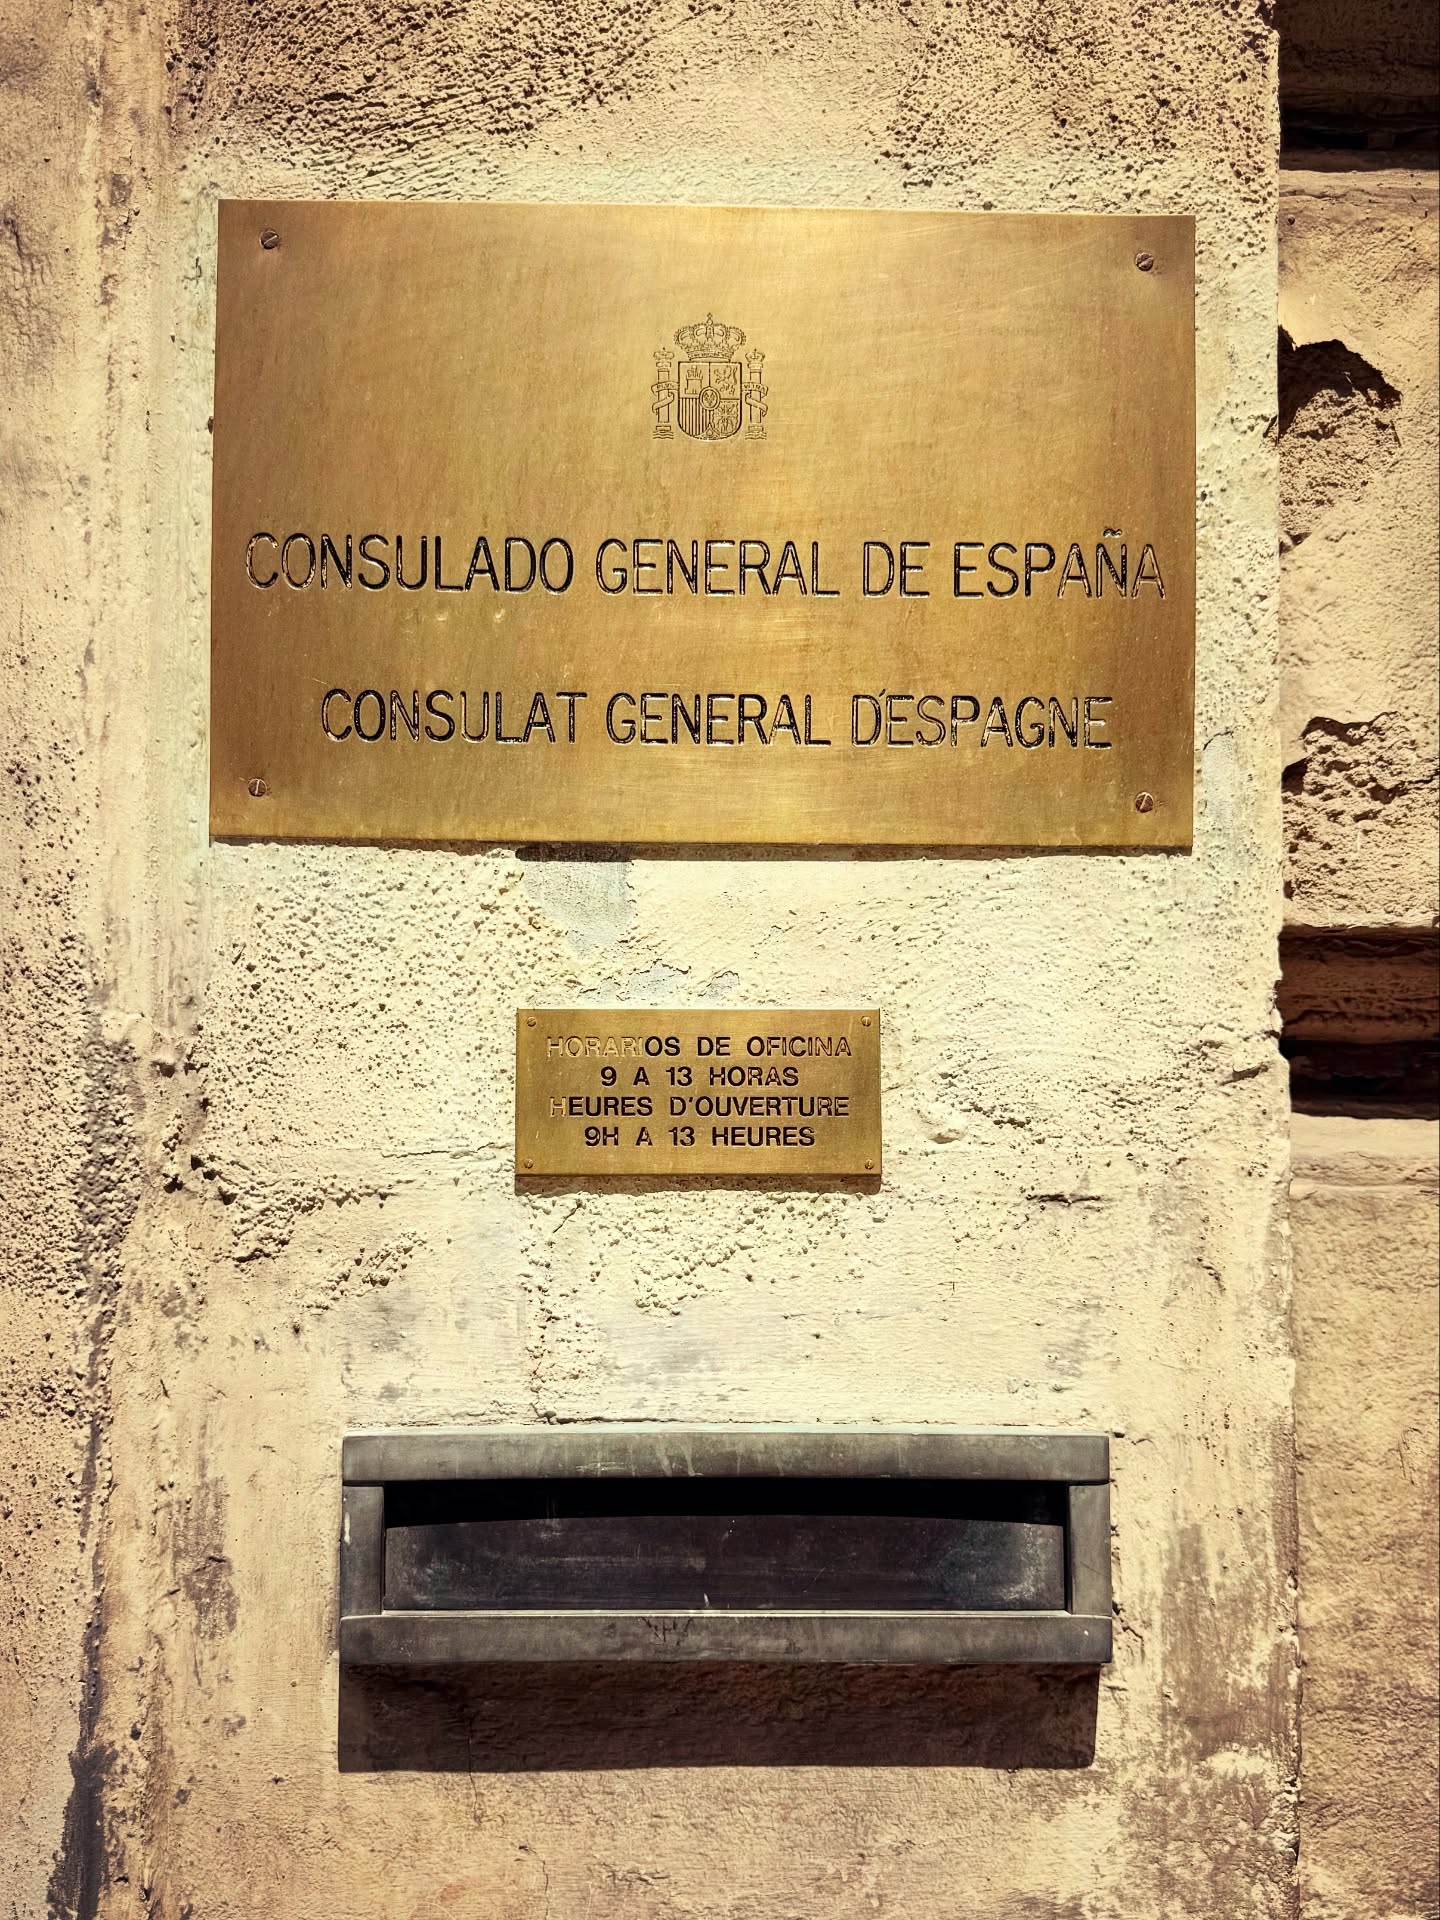 CONSULADO GENERAL DE ESPAÑA
CONSULAT GENERAL D'ESPAGNE
HORARIOS DE OFICINA
9 A 13 HORAS
HEURES D'OUVERTURE
9H A 13 HEURES